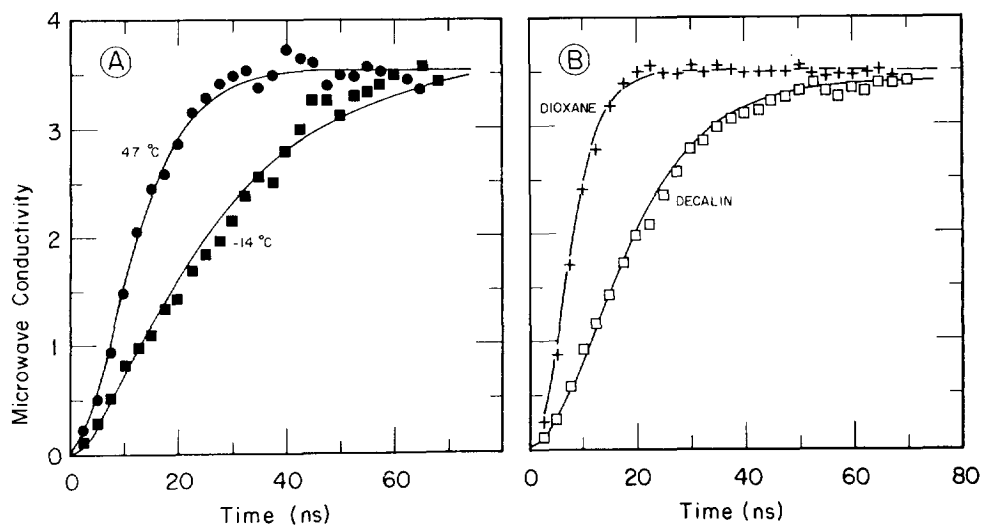 4
3
2
1
0
Microwave Conductivity
A
47 °C
-14 °C
0 20 40 60
Time (ns)
B
DIOXANE
DECALIN
0 20 40 60 80
Time (ns)